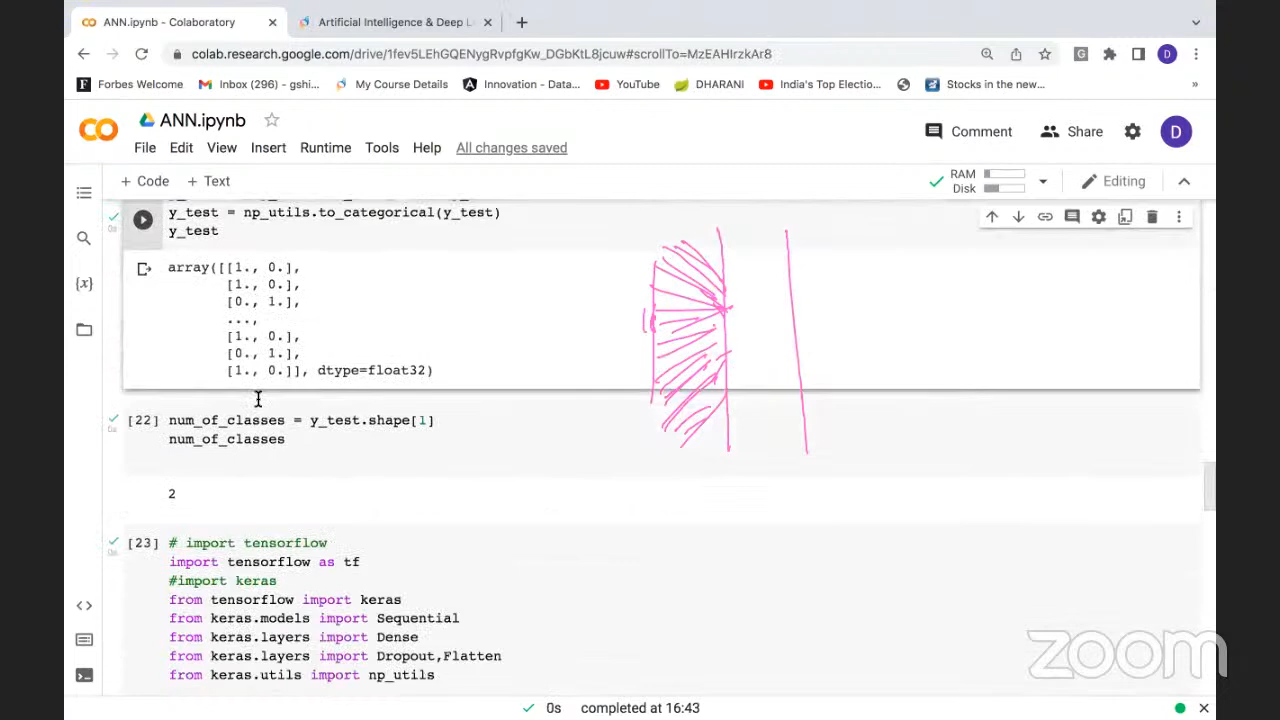 ANN.ipynb - Colaboratory
Artificial Intelligence & Deep L
colab.research.google.com/drive/1fev5LEhGQENygRvpfgKw_DGbKtL8jcuw#scrollTo=MzEAHIrzkAr8
D
Forbes Welcome
Inbox (296) - gshi...
My Course Details
Innovation - Data...
YouTube
DHARANI
India's Top Electio...
Stocks in the new...
»
CO
ANN.ipynb
Comment
Share
D
File Edit View Insert Runtime Tools Help All changes saved
+ Code + Text
RAM
Disk
Editing
y_test = np_utils.to_categorical(y_test)
y_test
array([[1., 0.],
[1., 0.],
[0., 1.],
...,
[1., 0.],
[0., 1.],
[1., 0.]], dtype=float32)
[22] num_of_classes = y_test.shape[1]
num_of_classes
2
[23] # import tensorflow
import tensorflow as tf
#import keras
from tensorflow import keras
from keras.models import Sequential
from keras.layers import Dense
from keras.layers import Dropout,Flatten
from keras.utils import np_utils
zoom
0s completed at 16:43